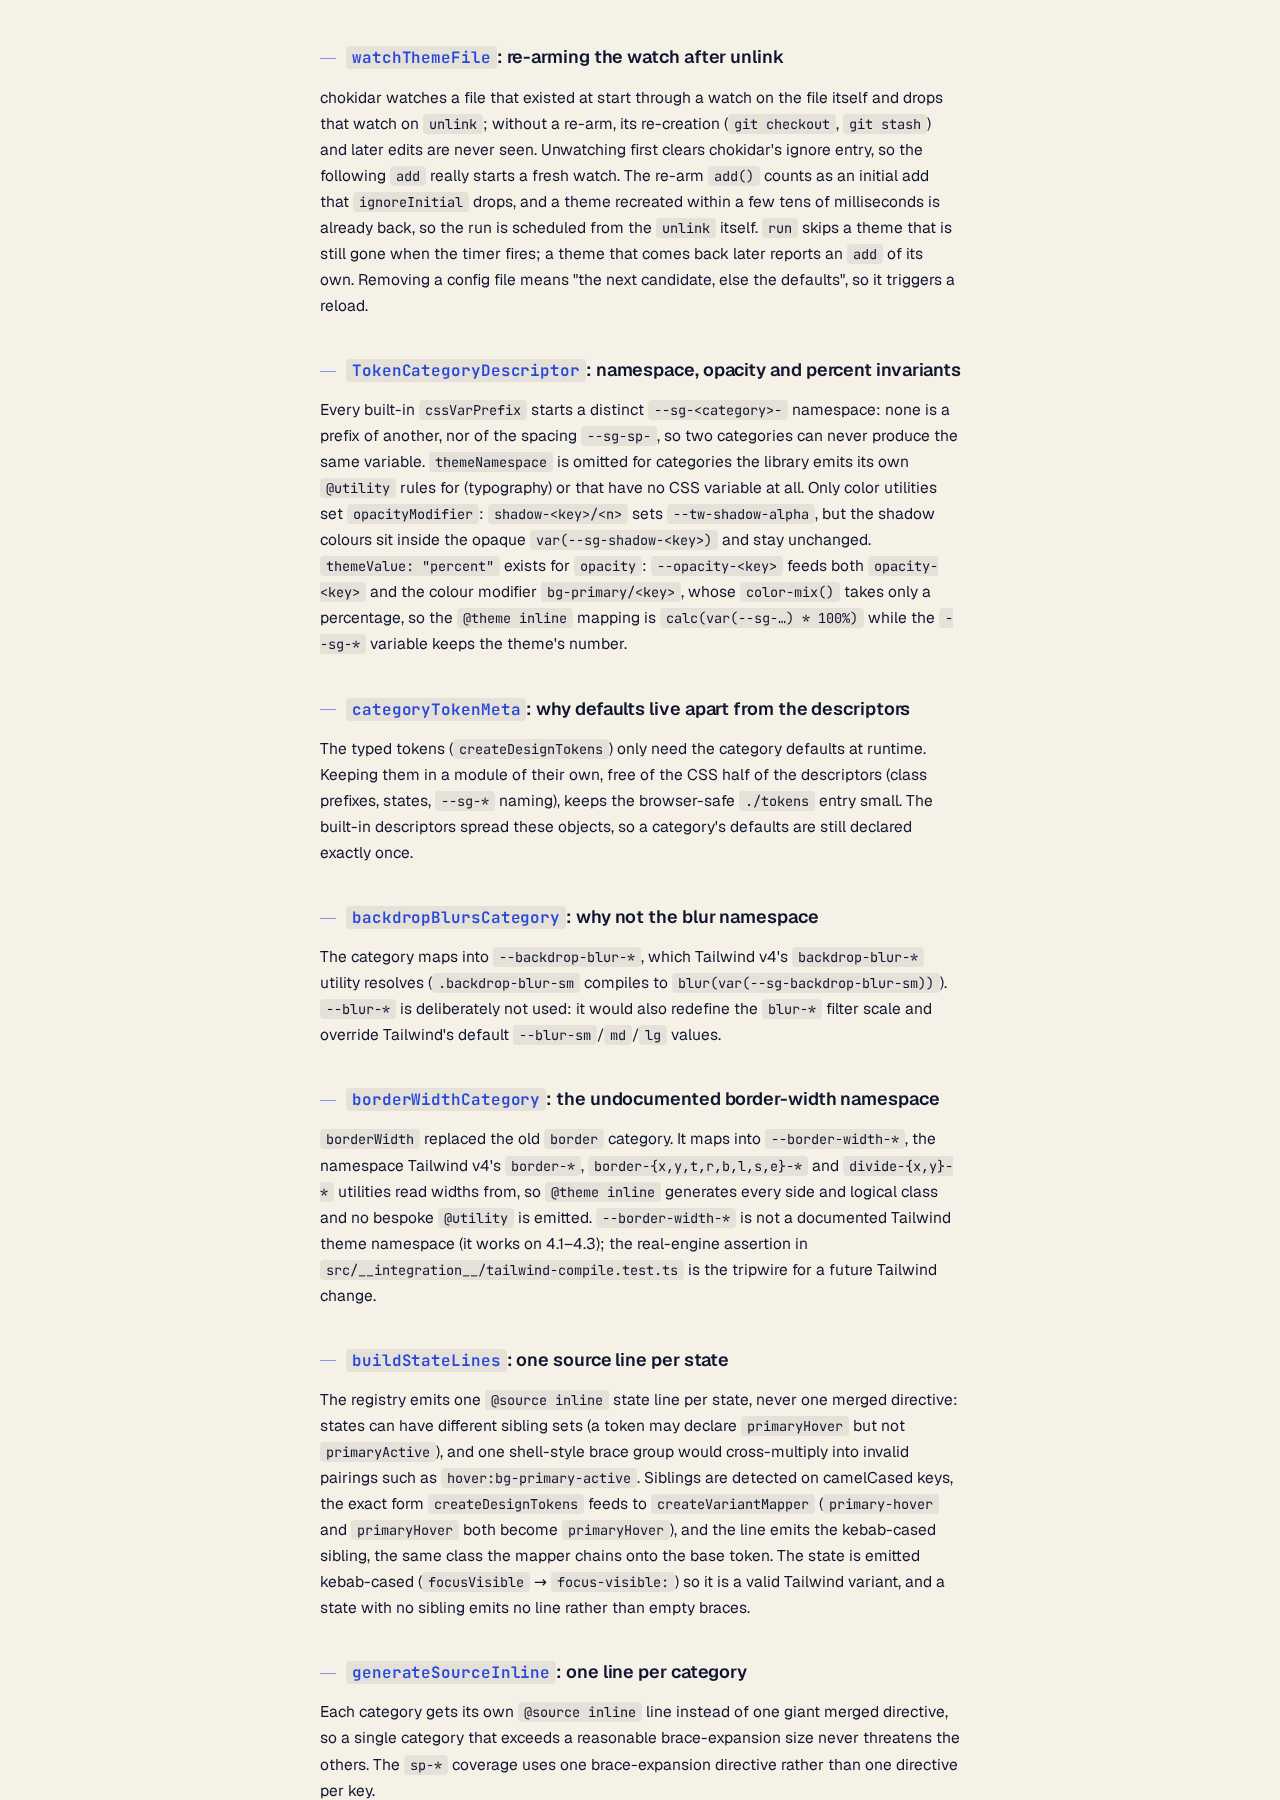 — watchThemeFile: re-arming the watch after unlink
chokidar watches a file that existed at start through a watch on the file itself and drops
that watch on unlink; without a re-arm, its re-creation (git checkout, git stash)
and later edits are never seen. Unwatching first clears chokidar's ignore entry, so the
following add really starts a fresh watch. The re-arm add() counts as an initial add
that ignoreInitial drops, and a theme recreated within a few tens of milliseconds is
already back, so the run is scheduled from the unlink itself. run skips a theme that is
still gone when the timer fires; a theme that comes back later reports an add of its
own. Removing a config file means "the next candidate, else the defaults", so it triggers a
reload.
— TokenCategoryDescriptor: namespace, opacity and percent invariants
Every built-in cssVarPrefix starts a distinct --sg-<category>- namespace: none is a
prefix of another, nor of the spacing --sg-sp-, so two categories can never produce the
same variable. themeNamespace is omitted for categories the library emits its own
@utility rules for (typography) or that have no CSS variable at all. Only color utilities
set opacityModifier: shadow-<key>/<n> sets --tw-shadow-alpha, but the shadow
colours sit inside the opaque var(--sg-shadow-<key>) and stay unchanged.
themeValue: "percent" exists for opacity: --opacity-<key> feeds both opacity-
<key> and the colour modifier bg-primary/<key>, whose color-mix() takes only a
percentage, so the @theme inline mapping is calc(var(--sg-…) * 100%) while the -
-sg-* variable keeps the theme's number.
— categoryTokenMeta: why defaults live apart from the descriptors
The typed tokens (createDesignTokens) only need the category defaults at runtime.
Keeping them in a module of their own, free of the CSS half of the descriptors (class
prefixes, states, --sg-* naming), keeps the browser-safe ./tokens entry small. The
built-in descriptors spread these objects, so a category's defaults are still declared
exactly once.
— backdropBlursCategory: why not the blur namespace
The category maps into --backdrop-blur-*, which Tailwind v4's backdrop-blur-*
utility resolves (.backdrop-blur-sm compiles to blur(var(--sg-backdrop-blur-sm))).
--blur-* is deliberately not used: it would also redefine the blur-* filter scale and
override Tailwind's default --blur-sm/md/lg values.
— borderWidthCategory: the undocumented border-width namespace
borderWidth replaced the old border category. It maps into --border-width-*, the
namespace Tailwind v4's border-*, border-{x,y,t,r,b,l,s,e}-* and divide-{x,y}-
* utilities read widths from, so @theme inline generates every side and logical class
and no bespoke @utility is emitted. --border-width-* is not a documented Tailwind
theme namespace (it works on 4.1–4.3); the real-engine assertion in
src/__integration__/tailwind-compile.test.ts is the tripwire for a future Tailwind
change.
— buildStateLines: one source line per state
The registry emits one @source inline state line per state, never one merged directive:
states can have different sibling sets (a token may declare primaryHover but not
primaryActive), and one shell-style brace group would cross-multiply into invalid
pairings such as hover:bg-primary-active. Siblings are detected on camelCased keys,
the exact form createDesignTokens feeds to createVariantMapper (primary-hover
and primaryHover both become primaryHover), and the line emits the kebab-cased
sibling, the same class the mapper chains onto the base token. The state is emitted
kebab-cased (focusVisible → focus-visible:) so it is a valid Tailwind variant, and a
state with no sibling emits no line rather than empty braces.
— generateSourceInline: one line per category
Each category gets its own @source inline line instead of one giant merged directive,
so a single category that exceeds a reasonable brace-expansion size never threatens the
others. The sp-* coverage uses one brace-expansion directive rather than one directive
per key.